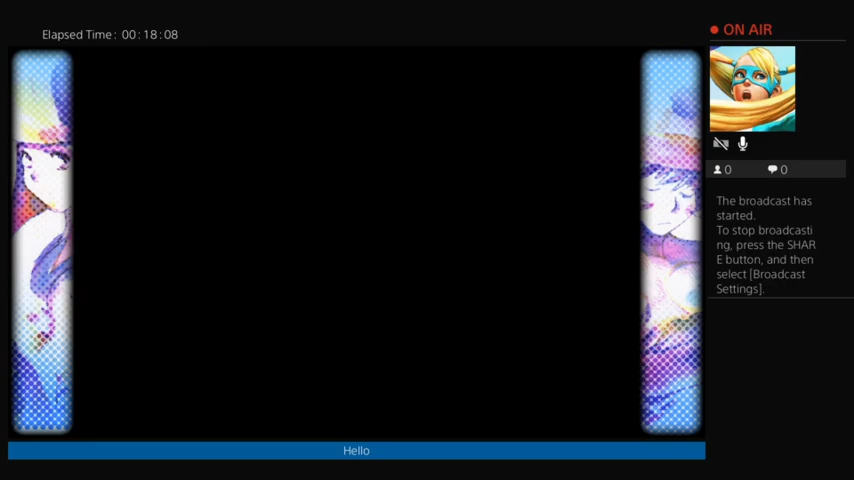 Elapsed Time: 00:18:08
ON AIR
0 0
The broadcast has
started.
To stop broadcasti
ng, press the SHAR
E button, and then
select [Broadcast
Settings].
Hello